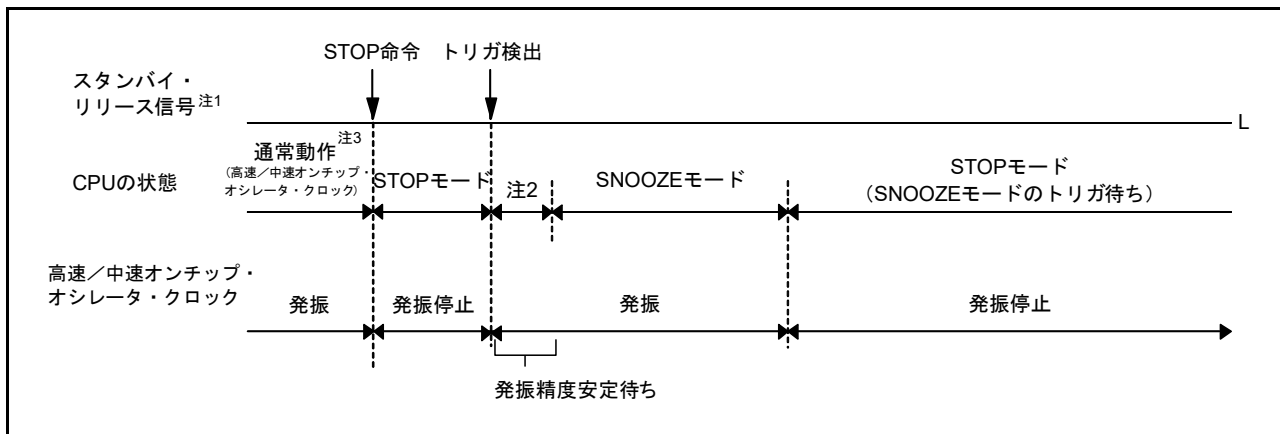 STOP命令 トリガ検出
スタンバイ・
リリース信号注1
L
通常動作注3
(高速/中速オンチップ・
オシレータ・クロック)
CPUの状態
STOPモード
注2
SNOOZEモード
STOPモード
(SNOOZEモードのトリガ待ち)
高速/中速オンチップ・
オシレータ・クロック
発振
発振停止
発振
発振停止
発振精度安定待ち